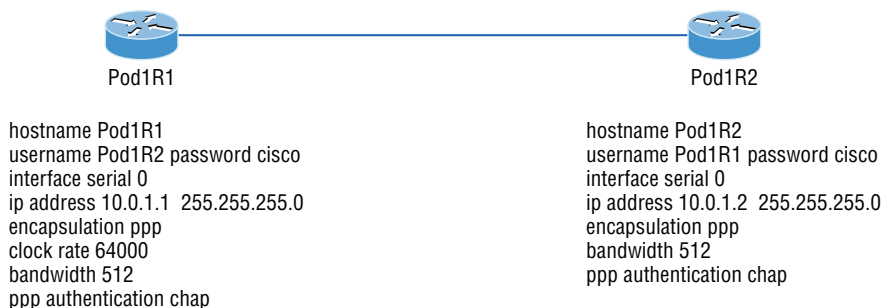 Pod1R1
Pod1R2
hostname Pod1R1
username Pod1R2 password cisco
interface serial 0
ip address 10.0.1.1 255.255.255.0
encapsulation ppp
clock rate 64000
bandwidth 512
ppp authentication chap
hostname Pod1R2
username Pod1R1 password cisco
interface serial 0
ip address 10.0.1.2 255.255.255.0
encapsulation ppp
bandwidth 512
ppp authentication chap